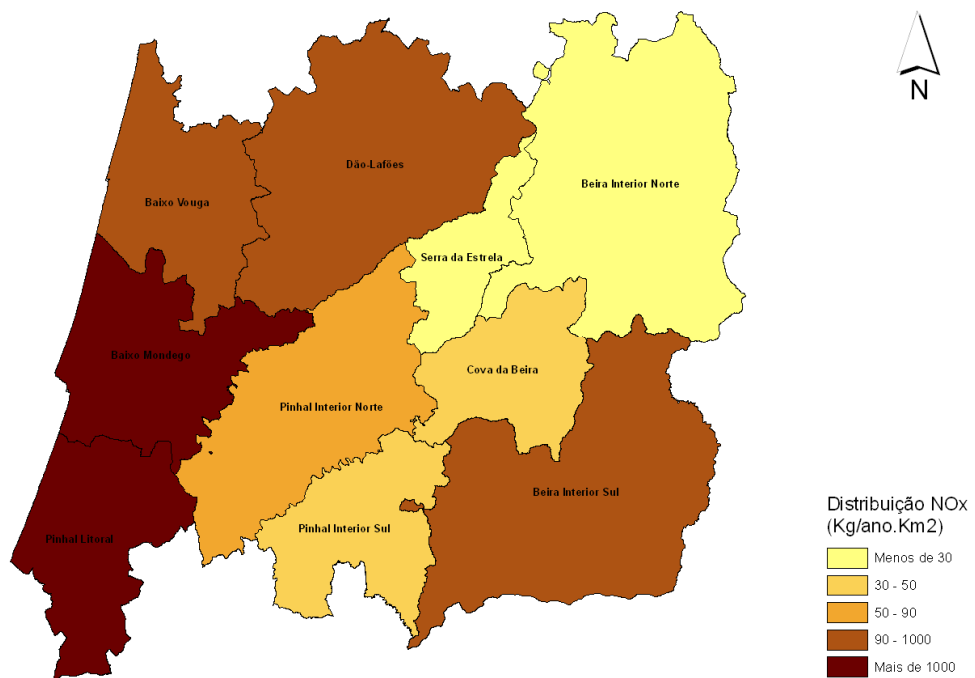 N
Dão-Lafões
Beira Interior Norte
Baixo Vouga
Serra da Estrela
Baixo Mondego
Cova da Beira
Pinhal Interior Norte
Beira Interior Sul
Pinhal Interior Sul
Pinhal Litoral
Distribuição NOx
(Kg/ano.Km2)
Menos de 30
30 - 50
50 - 90
90 - 1000
Mais de 1000